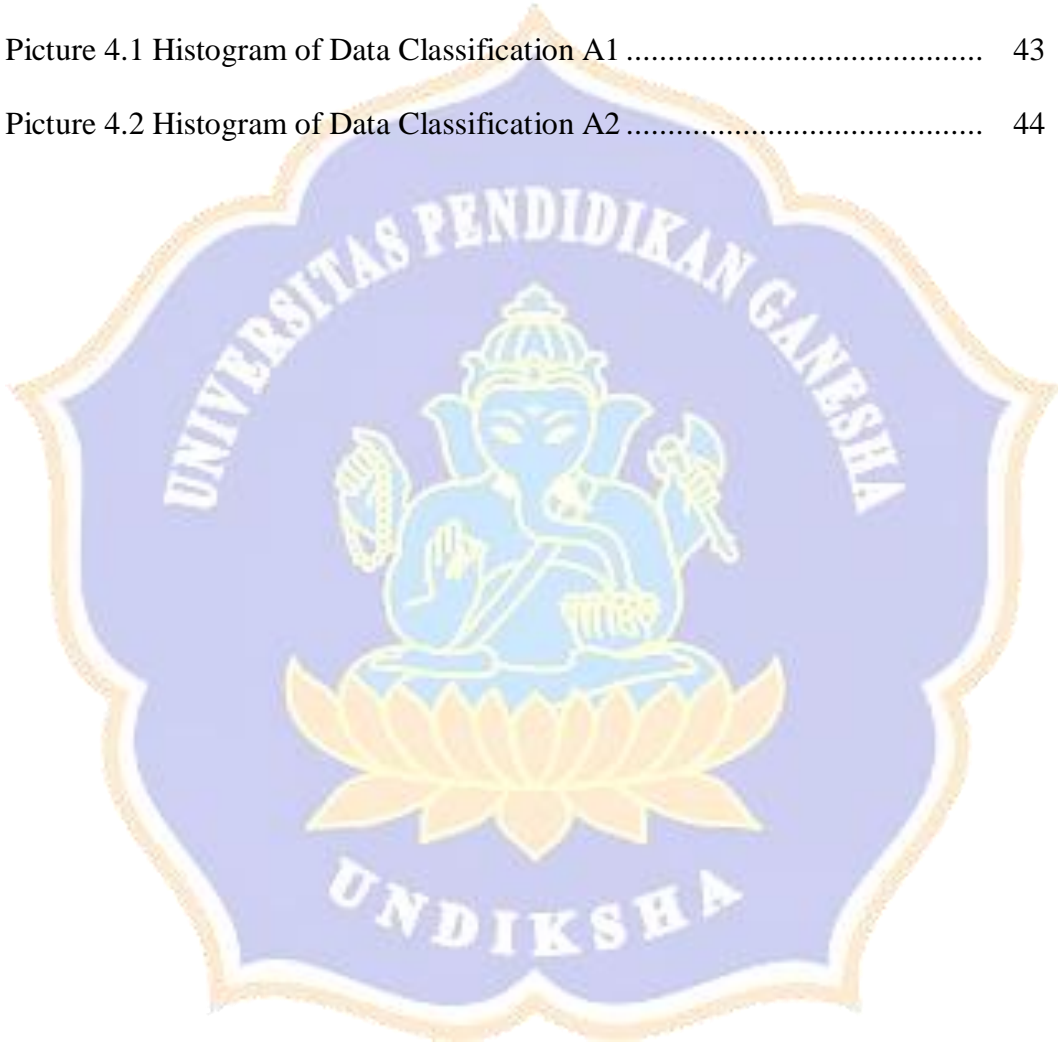 Picture 4.1 Histogram of Data Classification A1 ........................................ 43
Picture 4.2 Histogram of Data Classification A2 ........................................ 44
UNIVERSITAS PENDIDIKAN GANESHA
UNDIKSHA